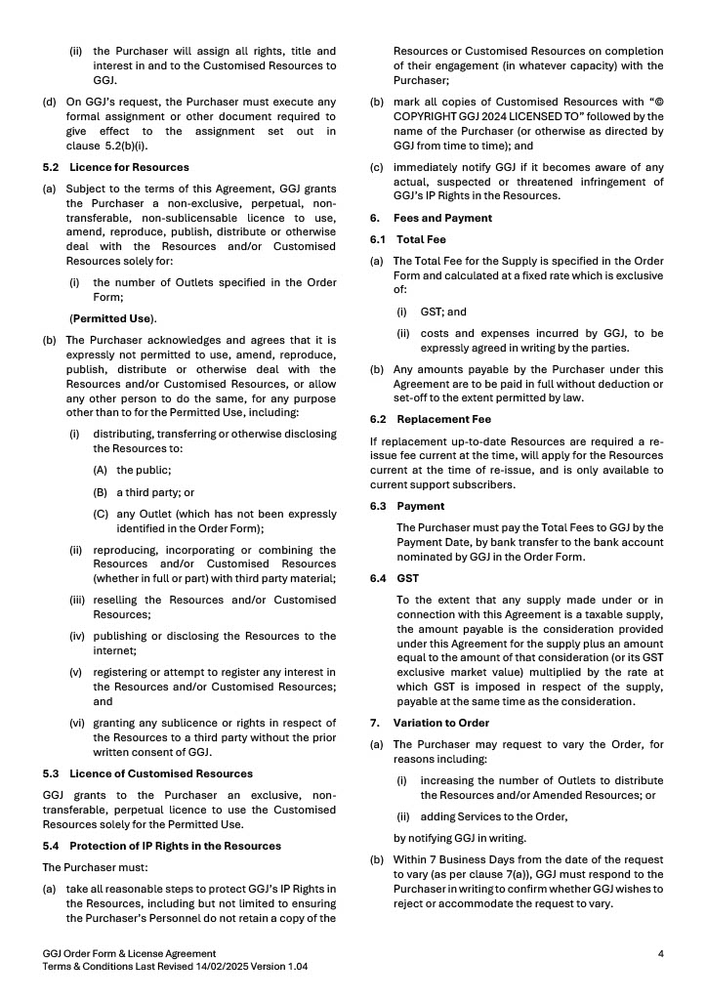 (ii) the Purchaser will assign all rights, title and
interest in and to the Customised Resources to
GGJ.
(d) On GGJ's request, the Purchaser must execute any
formal assignment or other document required to
give effect to the assignment set out in
clause 5.2(b)(i).
5.2 Licence for Resources
(a) Subject to the terms of this Agreement, GGJ grants
the Purchaser a non-exclusive, perpetual, non-
transferable, non-sublicensable licence to use,
amend, reproduce, publish, distribute or otherwise
deal with the Resources and/or Customised
Resources solely for:
(i) the number of Outlets specified in the Order
Form;
(Permitted Use).
(b) The Purchaser acknowledges and agrees that it is
expressly not permitted to use, amend, reproduce,
publish, distribute or otherwise deal with the
Resources and/or Customised Resources, or allow
any other person to do the same, for any purpose
other than to for the Permitted Use, including:
(i) distributing, transferring or otherwise disclosing
the Resources to:
(A) the public;
(B) a third party; or
(C) any Outlet (which has not been expressly
identified in the Order Form);
(ii) reproducing, incorporating or combining the
Resources and/or Customised Resources
(whether in full or part) with third party material;
(iii) reselling the Resources and/or Customised
Resources;
(iv) publishing or disclosing the Resources to the
internet;
(v) registering or attempt to register any interest in
the Resources and/or Customised Resources;
and
(vi) granting any sublicence or rights in respect of
the Resources to a third party without the prior
written consent of GGJ.
5.3 Licence of Customised Resources
GGJ grants to the Purchaser an exclusive, non-
transferable, perpetual licence to use the Customised
Resources solely for the Permitted Use.
5.4 Protection of IP Rights in the Resources
The Purchaser must:
(a) take all reasonable steps to protect GGJ's IP Rights in
the Resources, including but not limited to ensuring
the Purchaser's Personnel do not retain a copy of the
Resources or Customised Resources on completion
of their engagement (in whatever capacity) with the
Purchaser;
(b) mark all copies of Customised Resources with "©
COPYRIGHT GGJ 2024 LICENSED TO" followed by the
name of the Purchaser (or otherwise as directed by
GGJ from time to time); and
(c) immediately notify GGJ if it becomes aware of any
actual, suspected or threatened infringement of
GGJ's IP Rights in the Resources.
6. Fees and Payment
6.1 Total Fee
(a) The Total Fee for the Supply is specified in the Order
Form and calculated at a fixed rate which is exclusive
of:
(i) GST; and
(ii) costs and expenses incurred by GGJ, to be
expressly agreed in writing by the parties.
(b) Any amounts payable by the Purchaser under this
Agreement are to be paid in full without deduction or
set-off to the extent permitted by law.
6.2 Replacement Fee
If replacement up-to-date Resources are required a re-
issue fee current at the time, will apply for the Resources
current at the time of re-issue, and is only available to
current support subscribers.
6.3 Payment
The Purchaser must pay the Total Fees to GGJ by the
Payment Date, by bank transfer to the bank account
nominated by GGJ in the Order Form.
6.4 GST
To the extent that any supply made under or in
connection with this Agreement is a taxable supply,
the amount payable is the consideration provided
under this Agreement for the supply plus an amount
equal to the amount of that consideration (or its GST
exclusive market value) multiplied by the rate at
which GST is imposed in respect of the supply,
payable at the same time as the consideration.
7. Variation to Order
(a) The Purchaser may request to vary the Order, for
reasons including:
(i) increasing the number of Outlets to distribute
the Resources and/or Amended Resources; or
(ii) adding Services to the Order,
by notifying GGJ in writing.
(b) Within 7 Business Days from the date of the request
to vary (as per clause 7(a)), GGJ must respond to the
Purchaser in writing to confirm whether GGJ wishes to
reject or accommodate the request to vary.
GGJ Order Form & License Agreement
Terms & Conditions Last Revised 14/02/2025 Version 1.04
4